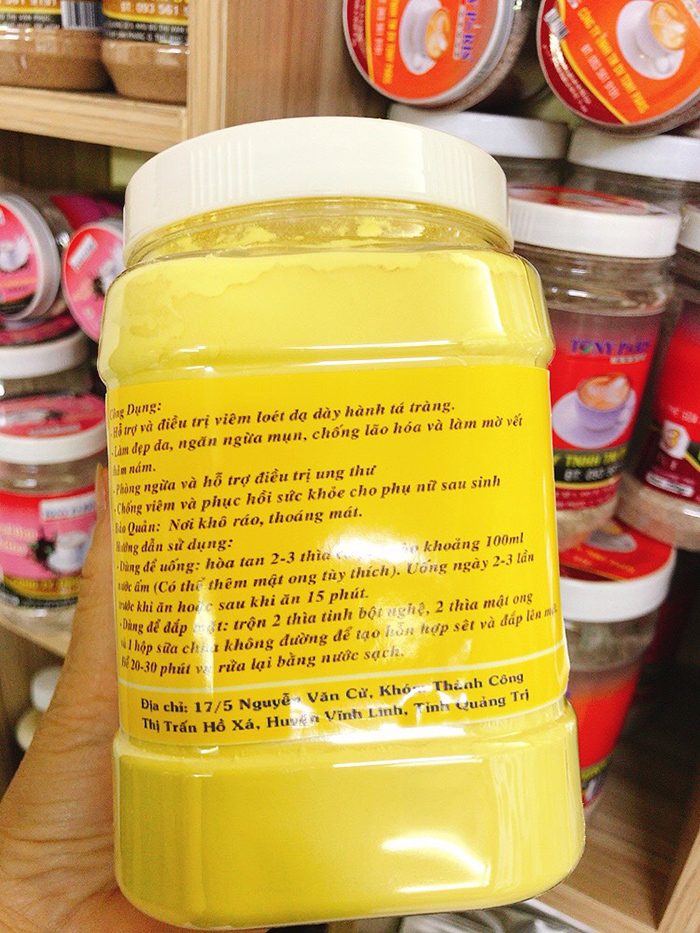 Công Dụng:
- Hỗ trợ và điều trị viêm loét dạ dày hành tá tràng.
- Làm đẹp da, ngăn ngừa mụn, chống lão hóa và làm mờ vết
thâm nám.
- Phòng ngừa và hỗ trợ điều trị ung thư
- Chống viêm và phục hồi sức khỏe cho phụ nữ sau sinh
Bảo Quản: Nơi khô ráo, thoáng mát.
Hướng dẫn sử dụng:
- Dùng để uống: hòa tan 2-3 thìa khoảng 100ml
nước ấm (Có thể thêm mật ong tùy thích). Uống ngày 2-3 lần
trước khi ăn hoặc sau khi ăn 15 phút.
- Dùng để đắp mặt: trộn 2 thìa tinh bột nghệ, 2 thìa mật ong
và 1 hộp sữa chua không đường để tạo hỗn hợp sệt và đắp lên mặt
Để 20-30 phút và rửa lại bằng nước sạch.
Địa chỉ: 17/5 Nguyễn Văn Cừ, Khóm Thành Công
Thị Trấn Hồ Xá, Huyện Vĩnh Linh, Tỉnh Quảng Trị
TONY PARIS